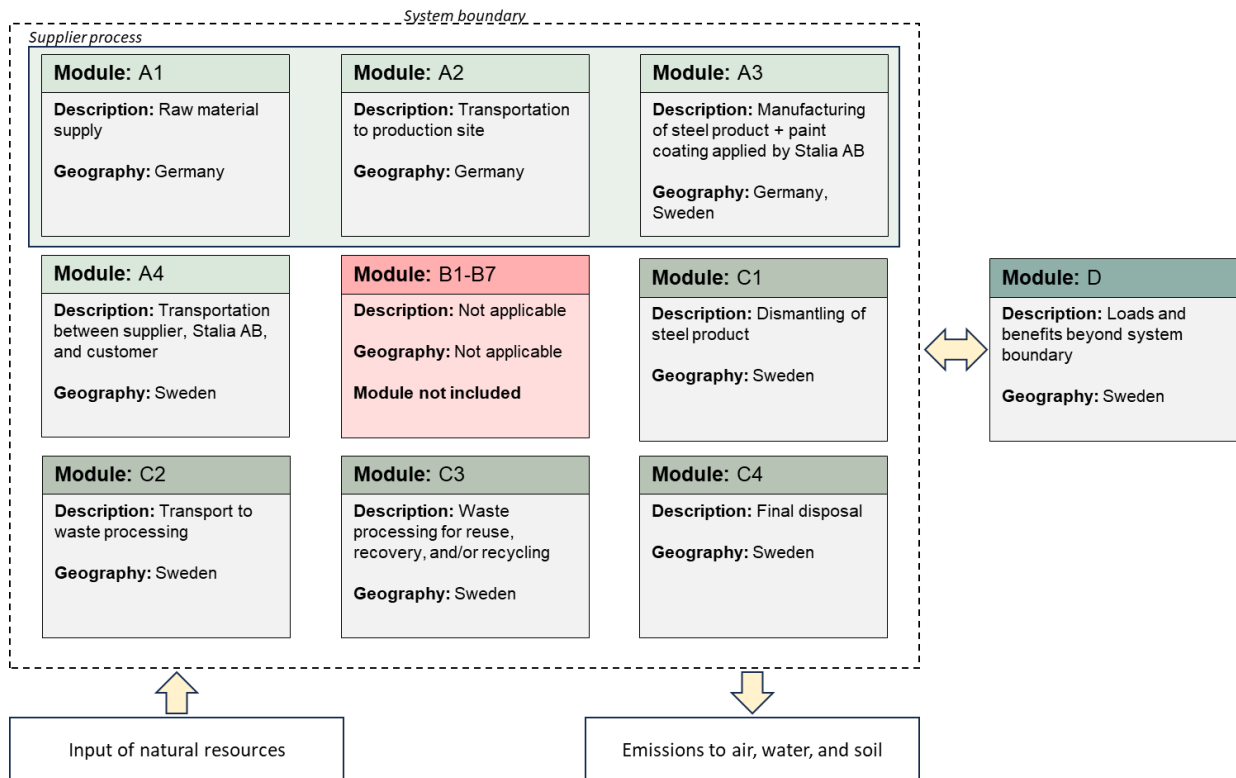 System boundary
Supplier process
Module: A1
Description: Raw material
supply
Geography: Germany
Module: A2
Description: Transportation
to production site
Geography: Germany
Module: A3
Description: Manufacturing
of steel product + paint
coating applied by Stalia AB
Geography: Germany,
Sweden
Module: A4
Description: Transportation
between supplier, Stalia AB,
and customer
Geography: Sweden
Module: B1-B7
Description: Not applicable
Geography: Not applicable
Module not included
Module: C1
Description: Dismantling of
steel product
Geography: Sweden
Module: D
Description: Loads and
benefits beyond system
boundary
Geography: Sweden
Module: C2
Description: Transport to
waste processing
Geography: Sweden
Module: C3
Description: Waste
processing for reuse,
recovery, and/or recycling
Geography: Sweden
Module: C4
Description: Final disposal
Geography: Sweden
Input of natural resources
Emissions to air, water, and soil